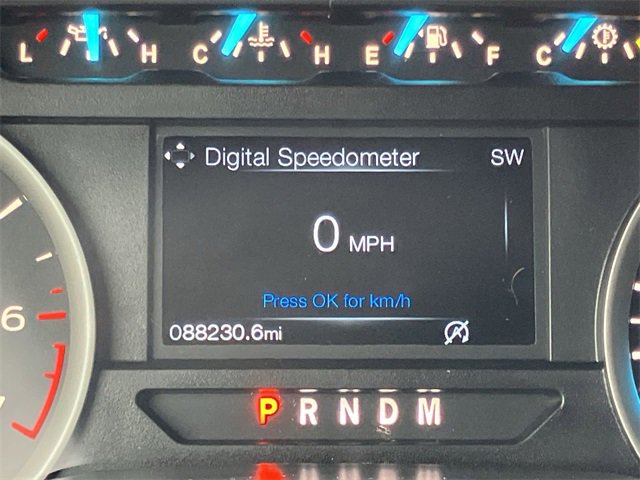 L H C H E F C
Digital Speedometer SW
0 MPH
Press OK for km/h
088230.6mi
6
P R N D M